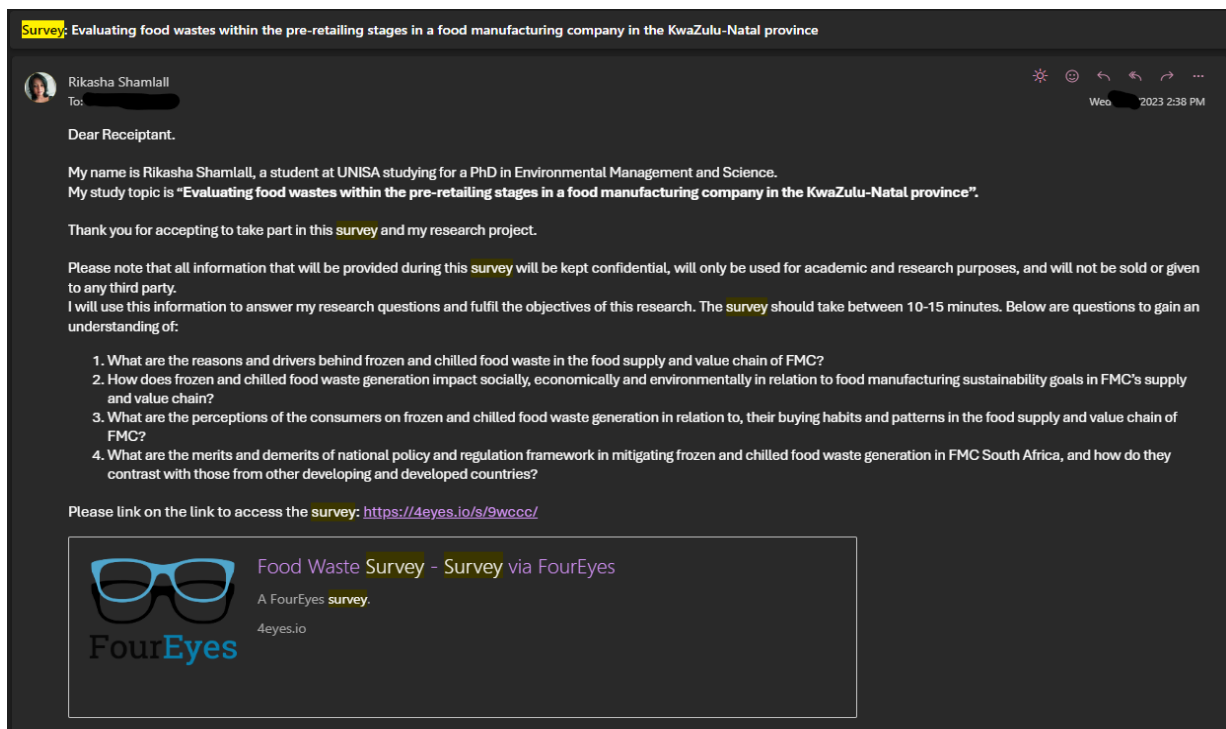 Survey: Evaluating food wastes within the pre-retailing stages in a food manufacturing company in the KwaZulu-Natal province
Rikasha Shamlall
To:
Wed 2023 2:38 PM
Dear Receiptant.
My name is Rikasha Shamlall, a student at UNISA studying for a PhD in Environmental Management and Science.
My study topic is “Evaluating food wastes within the pre-retailing stages in a food manufacturing company in the KwaZulu-Natal province”.
Thank you for accepting to take part in this survey and my research project.
Please note that all information that will be provided during this survey will be kept confidential, will only be used for academic and research purposes, and will not be sold or given
to any third party.
I will use this information to answer my research questions and fulfil the objectives of this research. The survey should take between 10-15 minutes. Below are questions to gain an
understanding of:
1. What are the reasons and drivers behind frozen and chilled food waste in the food supply and value chain of FMC?
2. How does frozen and chilled food waste generation impact socially, economically and environmentally in relation to food manufacturing sustainability goals in FMC’s supply
and value chain?
3. What are the perceptions of the consumers on frozen and chilled food waste generation in relation to, their buying habits and patterns in the food supply and value chain of
FMC?
4. What are the merits and demerits of national policy and regulation framework in mitigating frozen and chilled food waste generation in FMC South Africa, and how do they
contrast with those from other developing and developed countries?
Please link on the link to access the survey: https://4eyes.io/s/9wccc/
Food Waste Survey - Survey via FourEyes
A FourEyes survey.
4eyes.io
FourEyes